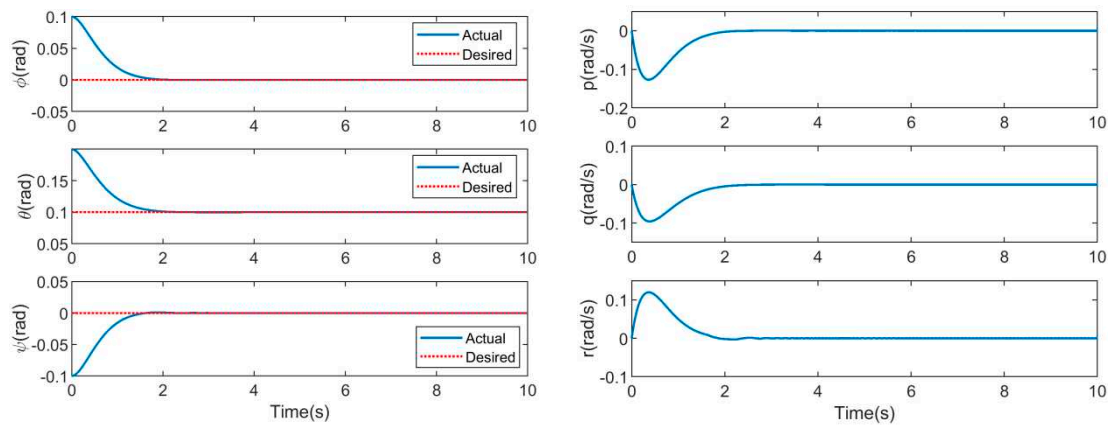 0.1
0.05
0
-0.05
ϕ(rad)
Actual
Desired
0 2 4 6 8 10
0.15
0.1
0.05
θ(rad)
Actual
Desired
0 2 4 6 8 10
0.05
0
-0.05
-0.1
ψ(rad)
Actual
Desired
0 2 4 6 8 10
Time(s)
0
-0.1
-0.2
p(rad/s)
0 2 4 6 8 10
0.1
0
-0.1
q(rad/s)
0 2 4 6 8 10
0.1
0
-0.1
r(rad/s)
0 2 4 6 8 10
Time(s)